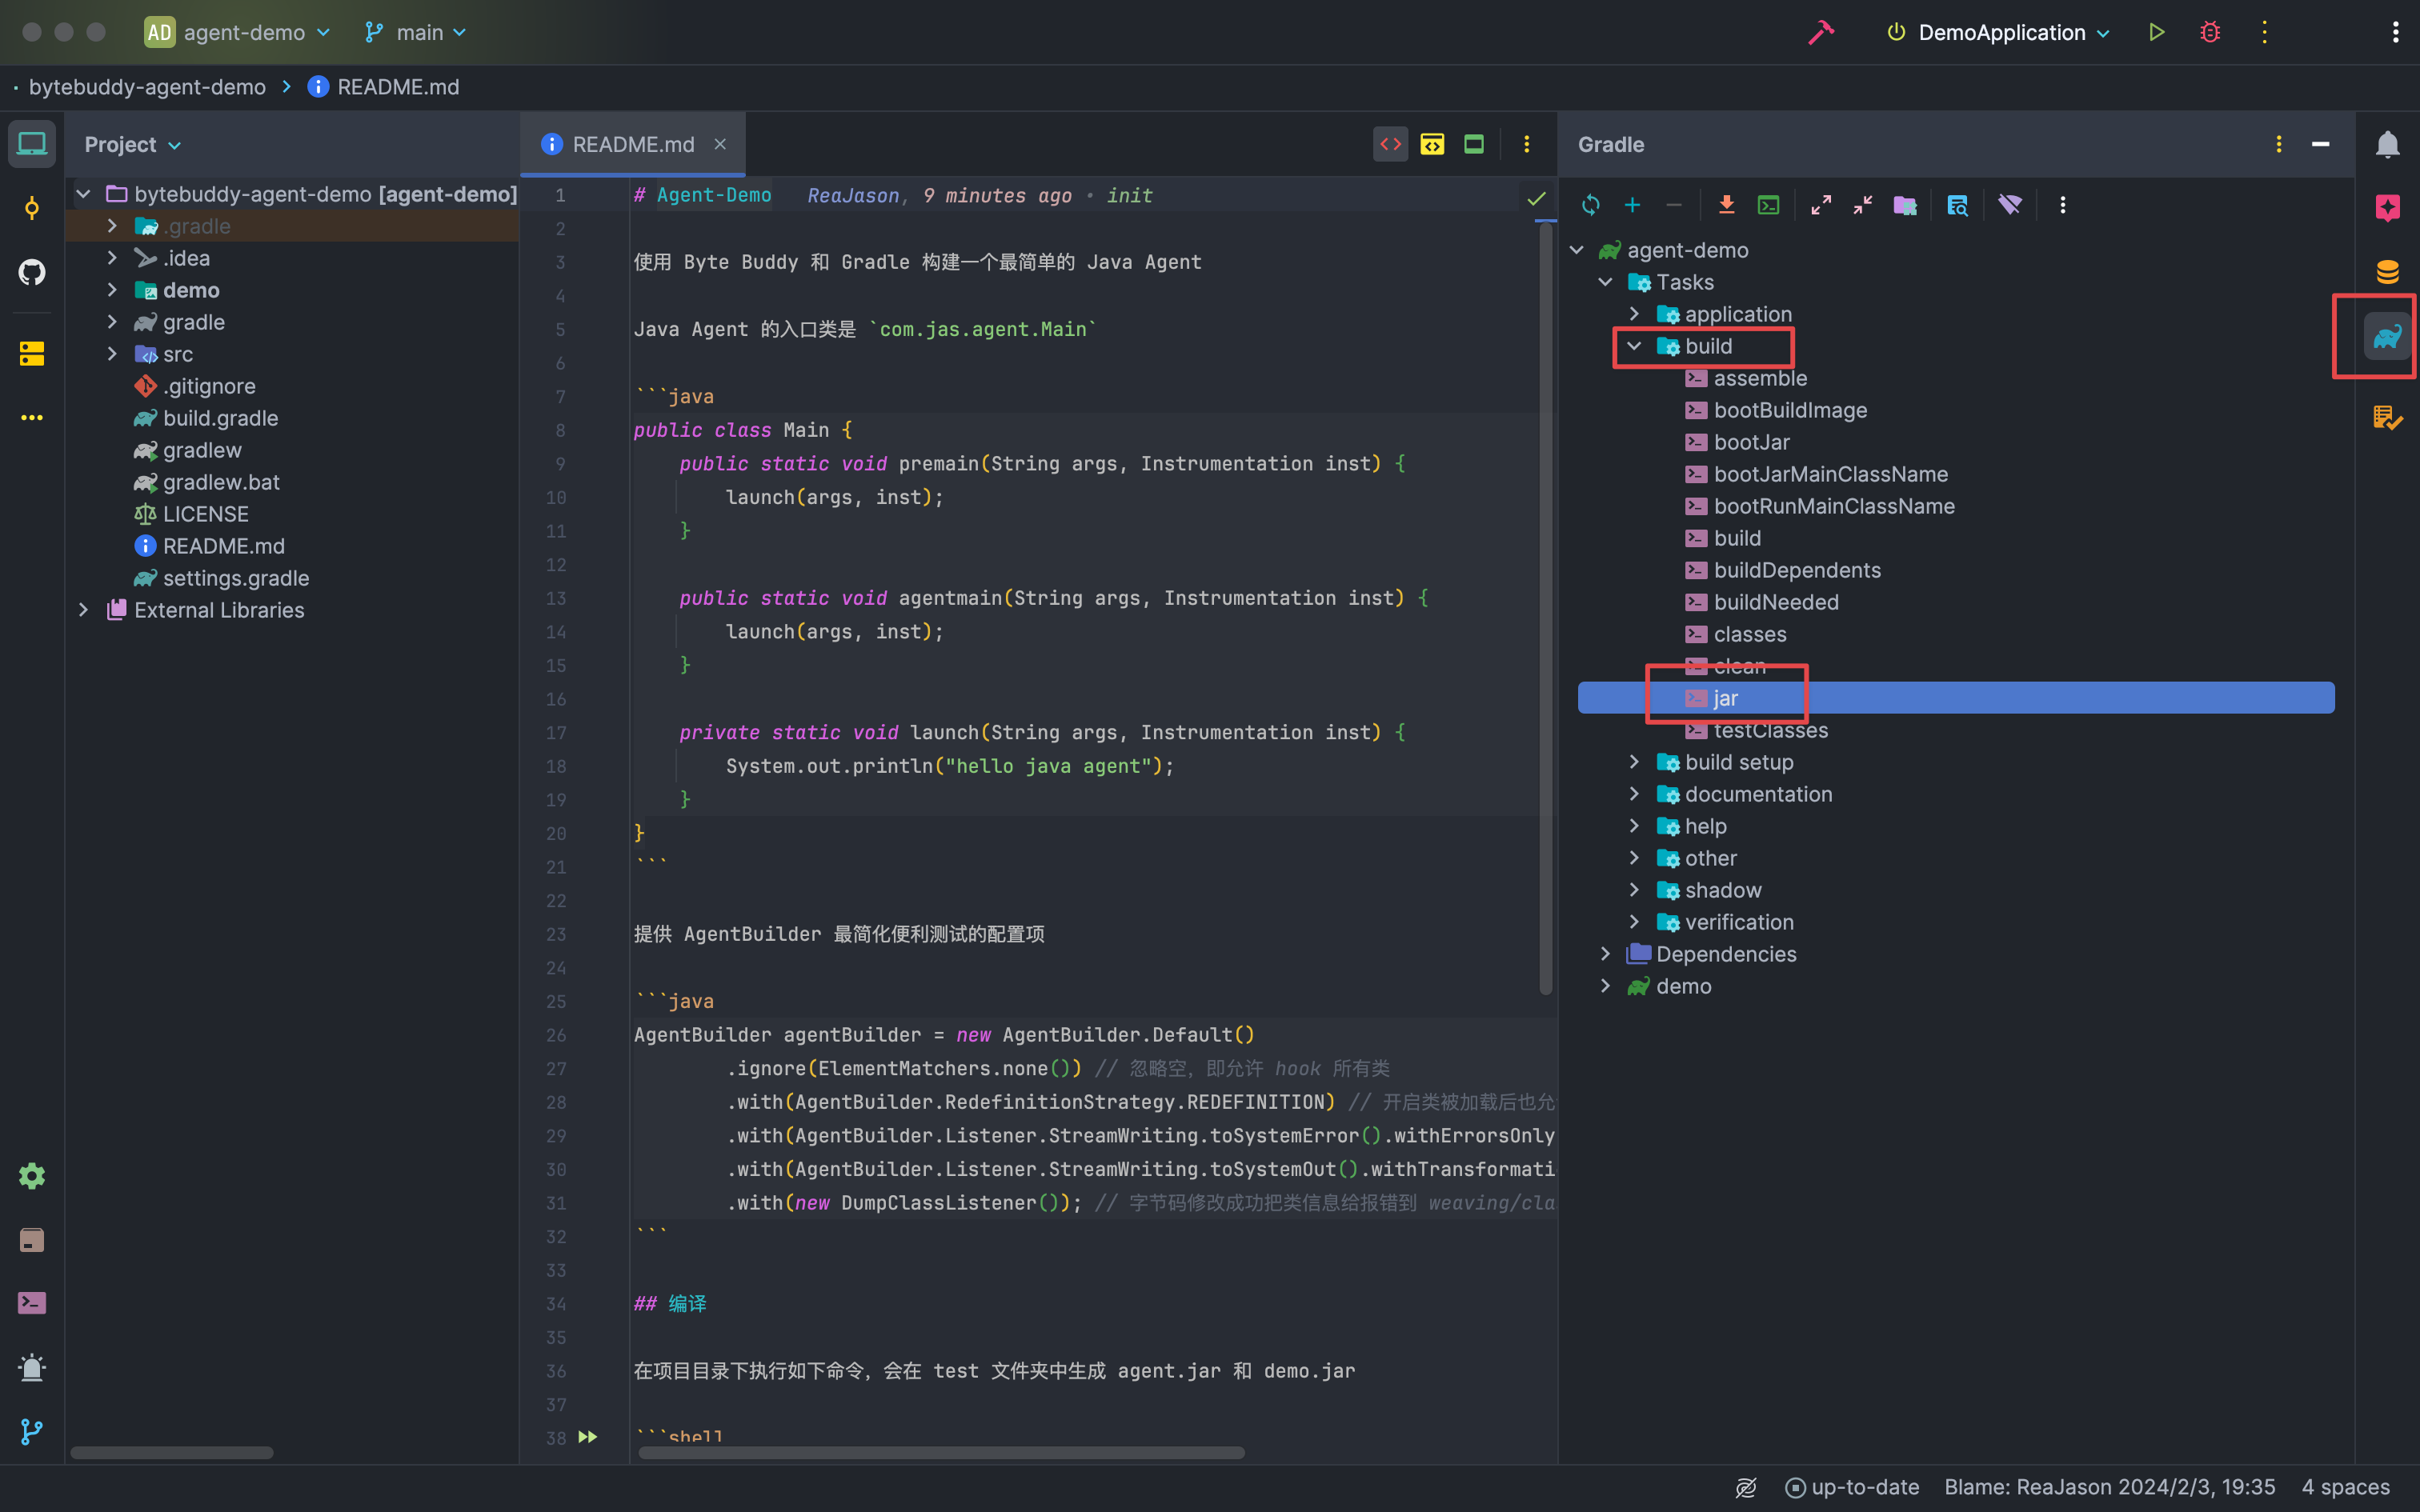 AD agent-demo main DemoApplication
bytebuddy-agent-demo README.md
Project
bytebuddy-agent-demo [agent-demo]
.gradle
.idea
demo
gradle
src
.gitignore
build.gradle
gradlew
gradlew.bat
LICENSE
README.md
settings.gradle
External Libraries
README.md
1 # Agent-Demo ReaJason, 9 minutes ago · init
2
3 使用 Byte Buddy 和 Gradle 构建一个最简单的 Java Agent
4
5 Java Agent 的入口类是 `com.jas.agent.Main`
6
7 ```java
8 public class Main {
9 public static void premain(String args, Instrumentation inst) {
10 launch(args, inst);
11 }
12
13 public static void agentmain(String args, Instrumentation inst) {
14 launch(args, inst);
15 }
16
17 private static void launch(String args, Instrumentation inst) {
18 System.out.println("hello java agent");
19 }
20 }
21 ```
22
23 提供 AgentBuilder 最简化便利测试的配置项
24
25 ```java
26 AgentBuilder agentBuilder = new AgentBuilder.Default()
27 .ignore(ElementMatchers.none()) // 忽略空，即允许 hook 所有类
28 .with(AgentBuilder.RedefinitionStrategy.REDEFINITION) // 开启类被加载后也允
29 .with(AgentBuilder.Listener.StreamWriting.toSystemError().withErrorsOnly
30 .with(AgentBuilder.Listener.StreamWriting.toSystemOut().withTransformati
31 .with(new DumpClassListener()); // 字节码修改成功把类信息给报错到 weaving/cla
32 ```
33
34 ## 编译
35
36 在项目目录下执行如下命令，会在 test 文件夹中生成 agent.jar 和 demo.jar
37
38 ```shell
Gradle
agent-demo
Tasks
application
build
assemble
bootBuildImage
bootJar
bootJarMainClassName
bootRunMainClassName
build
buildDependents
buildNeeded
classes
clean
jar
testClasses
build setup
documentation
help
other
shadow
verification
Dependencies
demo
up-to-date Blame: ReaJason 2024/2/3, 19:35 4 spaces